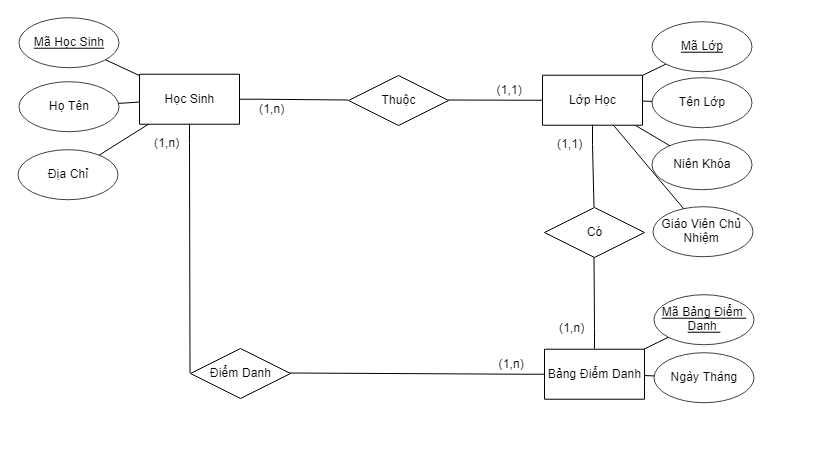 Mã Học Sinh
Họ Tên
Địa Chỉ
Học Sinh
(1,n)
(1,n)
Thuộc
(1,1)
Lớp Học
(1,1)
Mã Lớp
Tên Lớp
Niên Khóa
Giáo Viên Chủ
Nhiệm
Có
(1,n)
Mã Bảng Điểm
Danh
Ngày Tháng
Bảng Điểm Danh
(1,n)
Điểm Danh